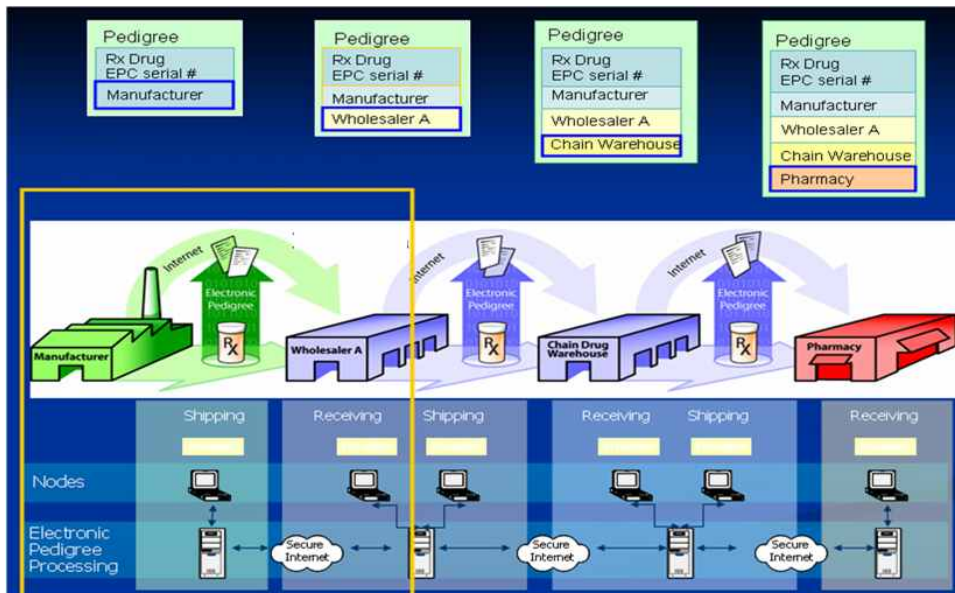 Pedigree
Rx Drug
EPC serial #
Manufacturer
Pedigree
Rx Drug
EPC serial #
Manufacturer
Wholesaler A
Pedigree
Rx Drug
EPC serial #
Manufacturer
Wholesaler A
Chain Warehouse
Pedigree
Rx Drug
EPC serial #
Manufacturer
Wholesaler A
Chain Warehouse
Pharmacy
Internet
Electronic
Pedigree
Rx
Manufacturer
Internet
Electronic
Pedigree
Rx
Wholesaler A
Internet
Electronic
Pedigree
Rx
Chain Drug
Warehouse
Pharmacy
Shipping
Receiving
Shipping
Receiving
Shipping
Receiving
Nodes
Electronic
Pedigree
Processing
Secure
Internet
Secure
Internet
Secure
Internet